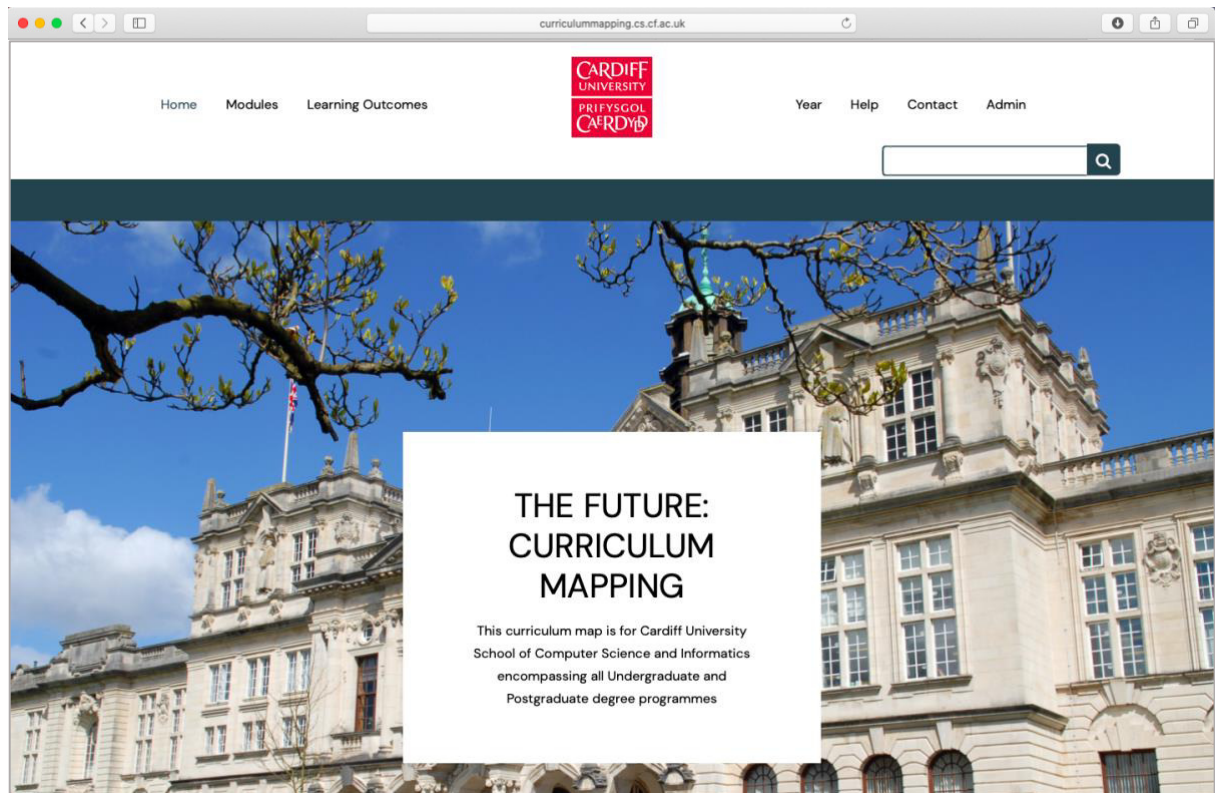 curriculummapping.cs.cf.ac.uk
Home Modules Learning Outcomes
CARDIFF
UNIVERSITY
PRIFYSGOL
CAERDYDD
Year Help Contact Admin
THE FUTURE:
CURRICULUM
MAPPING
This curriculum map is for Cardiff University
School of Computer Science and Informatics
encompassing all Undergraduate and
Postgraduate degree programmes